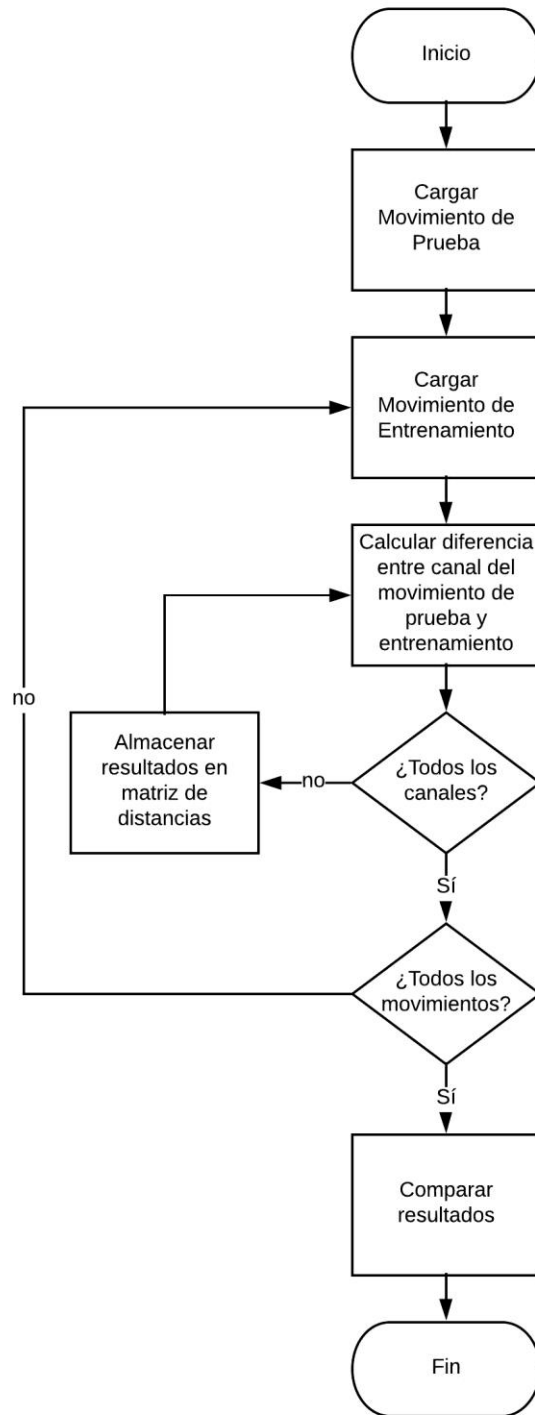 Inicio
Cargar
Movimiento de
Prueba
Cargar
Movimiento de
Entrenamiento
Calcular diferencia
entre canal del
movimiento de
prueba y
entrenamiento
no
Almacenar
resultados en
matriz de
distancias
no
¿Todos los
canales?
Sí
¿Todos los
movimientos?
Sí
Comparar
resultados
Fin